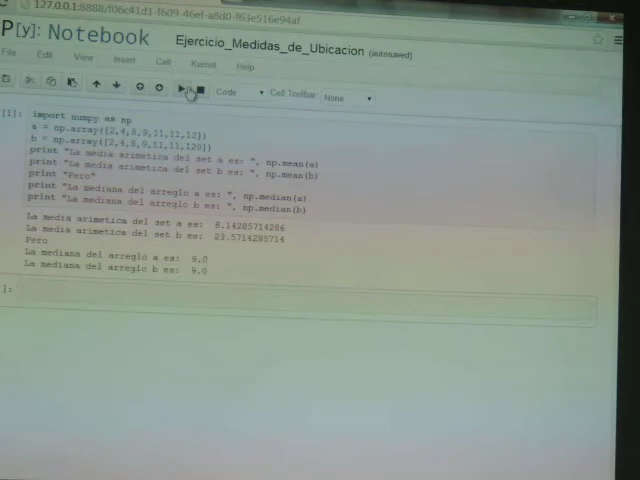 127.0.0.1:8888/f06c41d1-f609-46ef-a8d0-f63e516e94af
P[y]: Notebook Ejercicio_Medidas_de_Ubicacion (autosaved)
File Edit View Insert Cell Kernel Help
Code Cell Toolbar None
[1]: import numpy as np
a = np.array([2,4,8,9,11,11,12])
b = np.array([2,4,8,9,11,11,120])
print "La media arimetica del set a es: ", np.mean(a)
print "La media arimetica del set b es: ", np.mean(b)
print "Pero"
print "La mediana del arreglo a es: ", np.median(a)
print "La mediana del arreglo b es: ", np.median(b)
La media arimetica del set a es: 8.14285714286
La media arimetica del set b es: 23.5714285714
Pero
La mediana del arreglo a es: 9.0
La mediana del arreglo b es: 9.0
]: